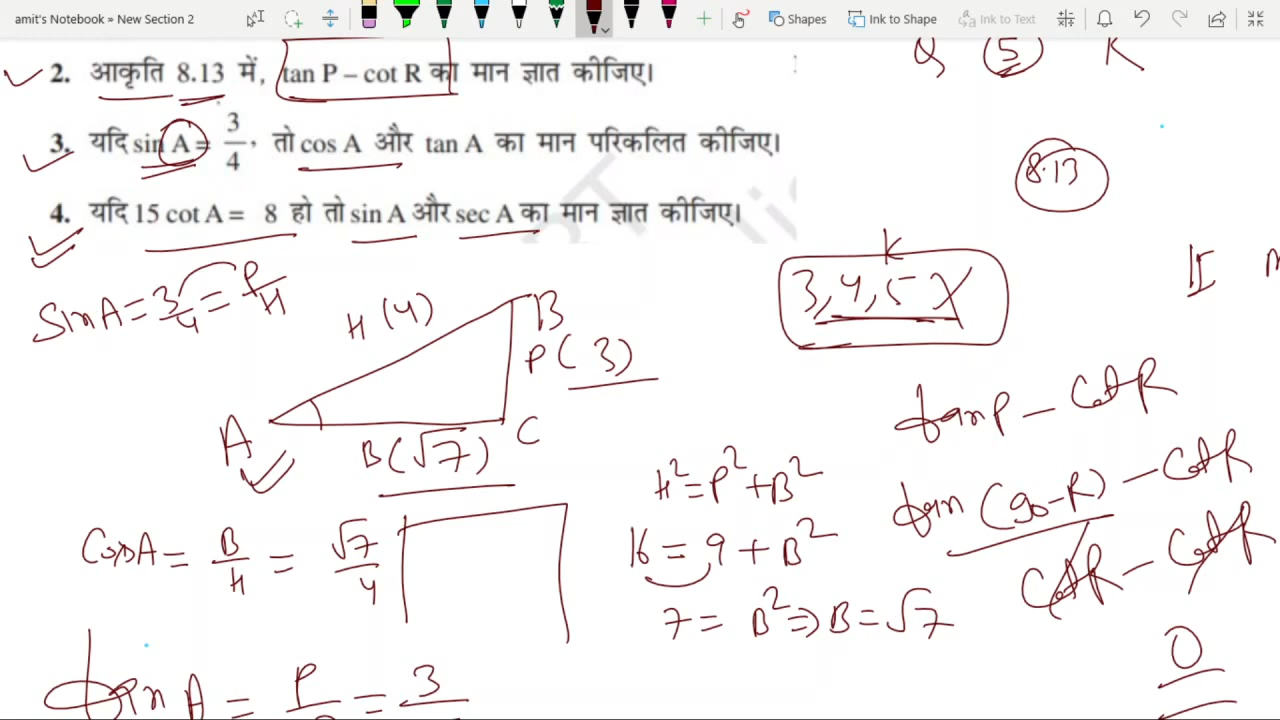 amit's Notebook » New Section 2
Shapes Ink to Shape Ink to Text
2. आकृति 8.13 में, tan P – cot R का मान ज्ञात कीजिए।
Q 5 K
3. यदि sin A = 3/4, तो cos A और tan A का मान परिकलित कीजिए।
8.13
4. यदि 15 cot A = 8 हो तो sin A और sec A का मान ज्ञात कीजिए।
K
3, 4, 5 X
II
Sin A = 3/4 = P/H
H (4)
B
P (3)
A
B (√7)
C
tan P – Cot R
H² = P² + B²
tan (90 – R) – Cot R
16 = 9 + B²
Cot R – Cot R
7 = B² ⇒ B = √7
0
Cos A = B/H = √7/4
tan A = P = 3